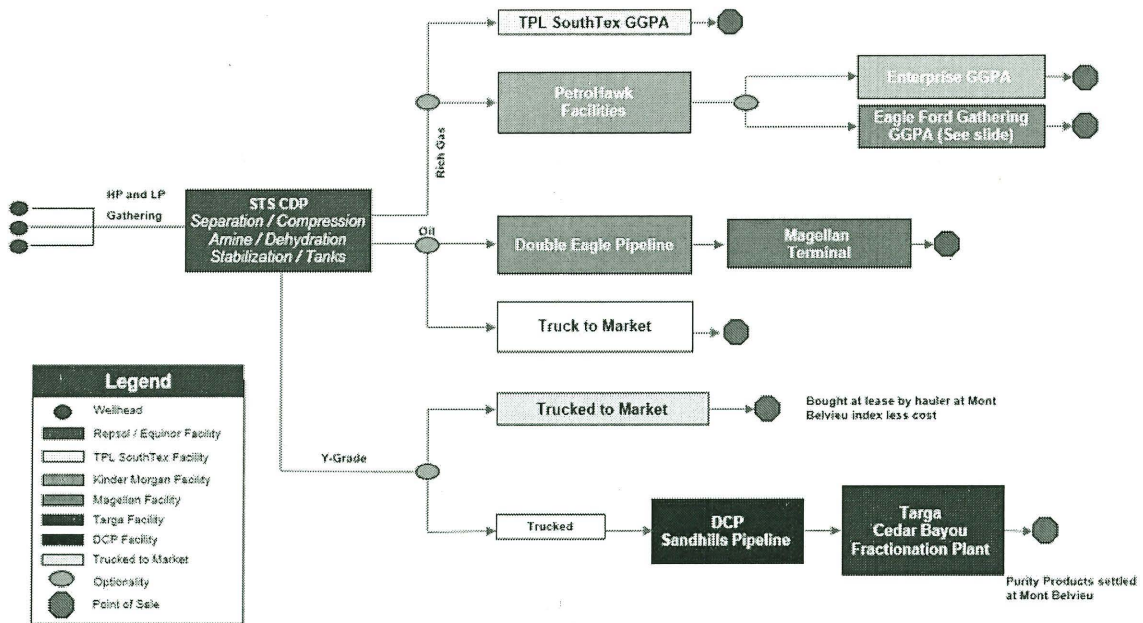 TPL SouthTex GGPA
PetroHawk
Facilities
Enterprise GGPA
Eagle Ford Gathering
GGPA (See slide)
Rich Gas
HP and LP
Gathering
STS CDP
Separation / Compression
Amine / Dehydration
Stabilization / Tanks
Oil
Double Eagle Pipeline
Magellan
Terminal
Truck to Market
Trucked to Market
Bought at lease by hauler at Mont
Belvieu index less cost
Y-Grade
Trucked
DCP
Sandhills Pipeline
Targa
Cedar Bayou
Fractionation Plant
Purity Products settled
at Mont Belvieu
Legend
Wellhead
Repsol / Equinor Facility
TPL SouthTex Facility
Kinder Morgan Facility
Magellan Facility
Targa Facility
DCP Facility
Trucked to Market
Optionality
Point of Sale